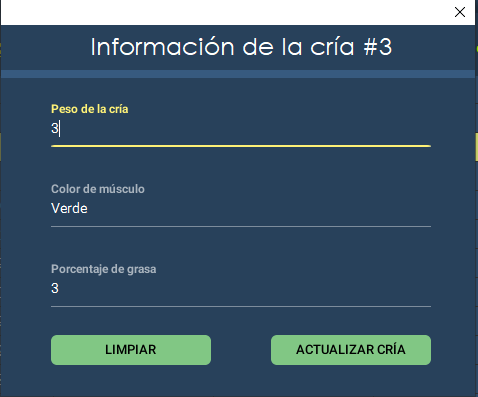 Información de la cría #3
Peso de la cría
3
Color de músculo
Verde
Porcentaje de grasa
3
LIMPIAR
ACTUALIZAR CRÍA